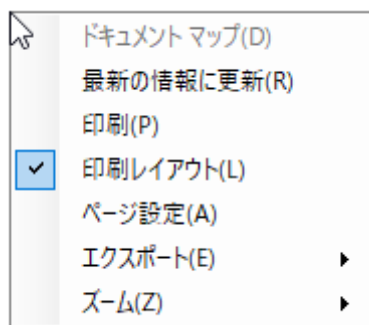 ドキュメント マップ(D)
最新の情報に更新(R)
印刷(P)
印刷レイアウト(L)
ページ設定(A)
エクスポート(E)
ズーム(Z)